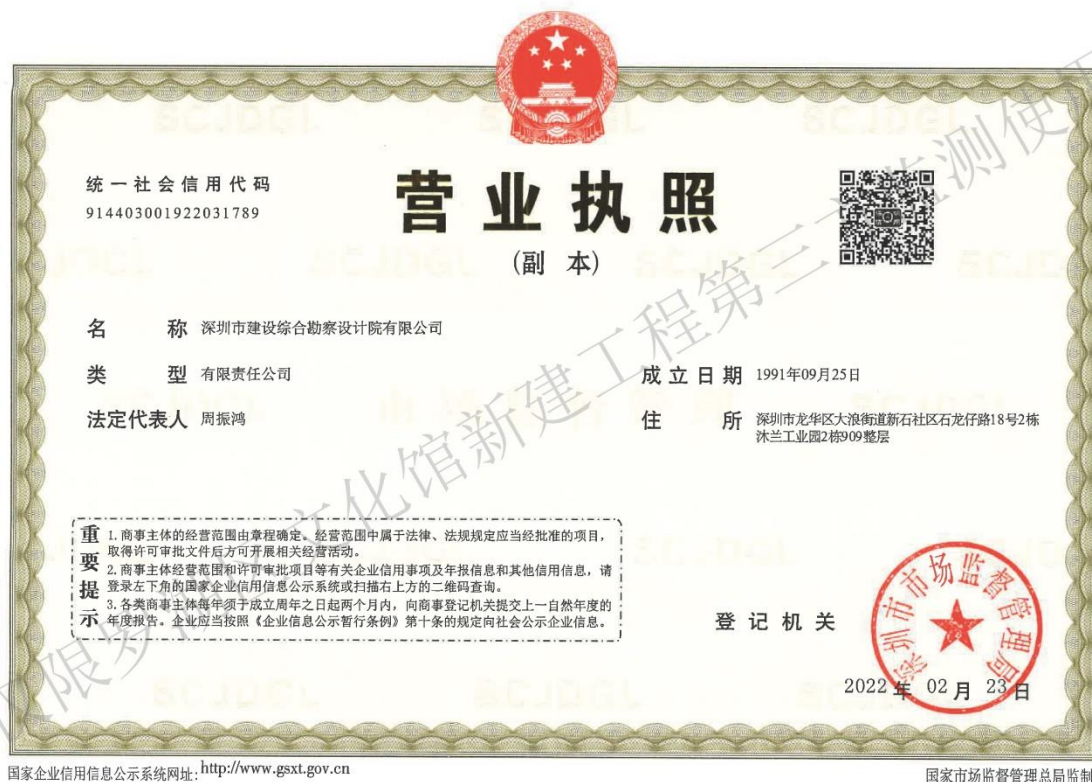 统一社会信用代码
914403001922031789
营业执照
(副 本)
名 称 深圳市建设综合勘察设计院有限公司
类 型 有限责任公司
法定代表人 周振鸿
成立日期 1991年09月25日
住 所 深圳市龙华区大浪街道新石社区石龙仔路18号2栋
沐兰工业园2栋909整层
重要提示
1.商事主体的经营范围由章程确定。经营范围中属于法律、法规规定应当经批准的项目，
取得许可审批文件后方可开展相关经营活动。
2.商事主体经营范围和许可审批项目等有关企业信用事项及年报信息和其他信用信息，请
登录左下角的国家企业信用信息公示系统或扫描右上方的二维码查询。
3.各类商事主体每年须于成立周年之日起两个月内，向商事登记机关提交上一自然年度的
年度报告。企业应当按照《企业信息公示暂行条例》第十条的规定向社会公示企业信息。
登记机关
深圳市市场监督管理局
2022 年 02 月 23 日
国家企业信用信息公示系统网址：http://www.gsxt.gov.cn
国家市场监督管理总局监制
仅限罗湖区文化馆新建工程第三方监测使用